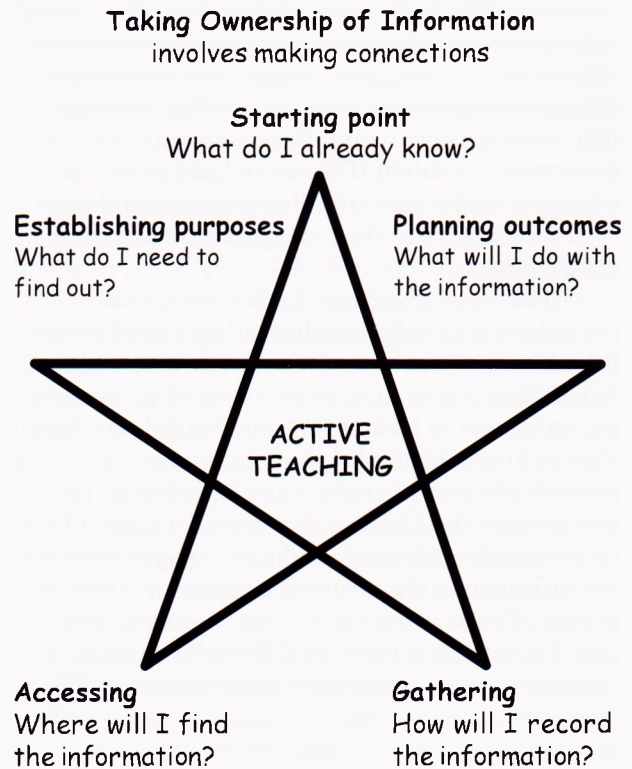 Taking Ownership of Information
involves making connections
Starting point
What do I already know?
Establishing purposes
What do I need to
find out?
Planning outcomes
What will I do with
the information?
ACTIVE
TEACHING
Accessing
Where will I find
the information?
Gathering
How will I record
the information?